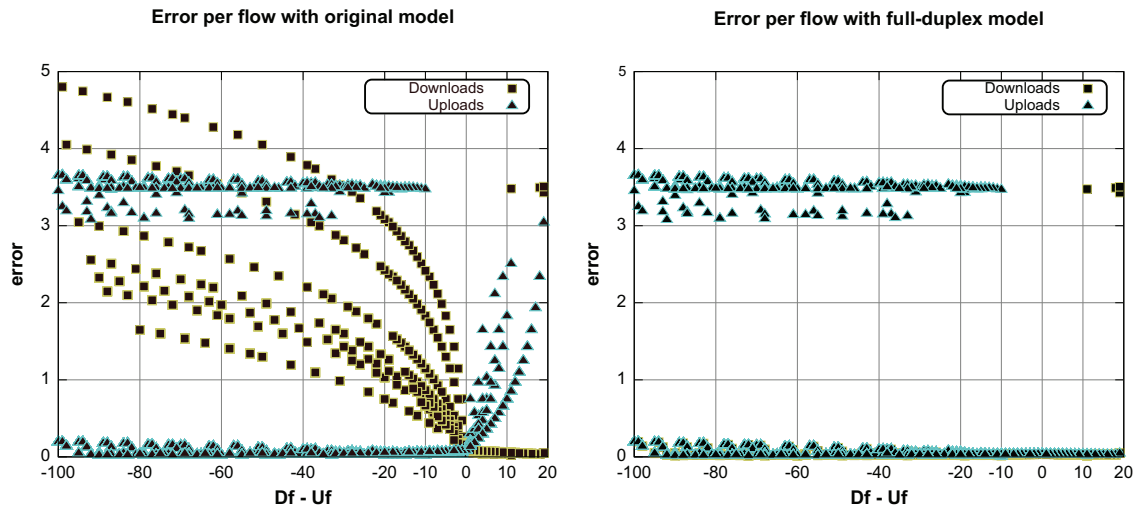 Error per flow with original model
5
4
3
2
1
0
error
Downloads
Uploads
-100 -80 -60 -40 -20 0 20
Df - Uf
Error per flow with full-duplex model
5
4
3
2
1
0
error
Downloads
Uploads
-100 -80 -60 -40 -20 0 20
Df - Uf